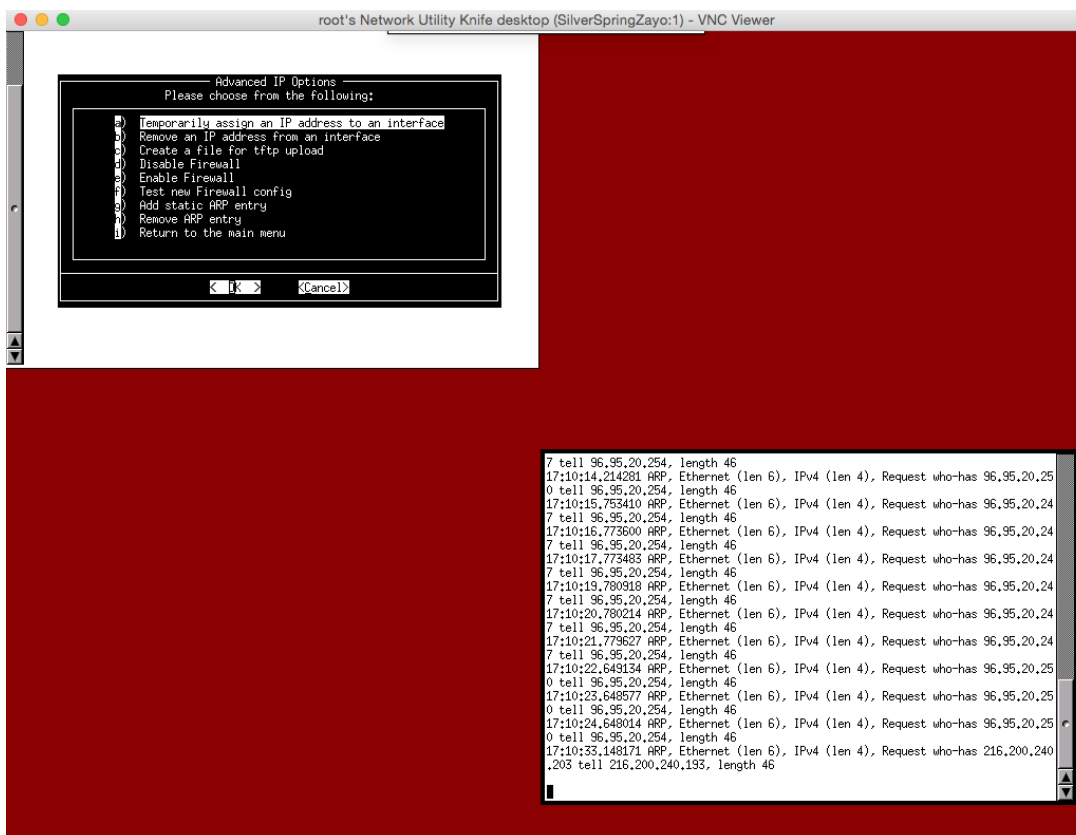 root's Network Utility Knife desktop (SilverSpringZayo:1) - VNC Viewer
Advanced IP Options
Please choose from the following:
a) Temporarily assign an IP address to an interface
b) Remove an IP address from an interface
c) Create a file for tftp upload
d) Disable Firewall
e) Enable Firewall
f) Test new Firewall config
g) Add static ARP entry
h) Remove ARP entry
i) Return to the main menu
< OK > <Cancel>
7 tell 96.95.20.254, length 46
17:10:14.214281 ARP, Ethernet (len 6), IPv4 (len 4), Request who-has 96.95.20.25
0 tell 96.95.20.254, length 46
17:10:15.753410 ARP, Ethernet (len 6), IPv4 (len 4), Request who-has 96.95.20.24
7 tell 96.95.20.254, length 46
17:10:16.773600 ARP, Ethernet (len 6), IPv4 (len 4), Request who-has 96.95.20.24
7 tell 96.95.20.254, length 46
17:10:17.773483 ARP, Ethernet (len 6), IPv4 (len 4), Request who-has 96.95.20.24
7 tell 96.95.20.254, length 46
17:10:19.780918 ARP, Ethernet (len 6), IPv4 (len 4), Request who-has 96.95.20.24
7 tell 96.95.20.254, length 46
17:10:20.780214 ARP, Ethernet (len 6), IPv4 (len 4), Request who-has 96.95.20.24
7 tell 96.95.20.254, length 46
17:10:21.779627 ARP, Ethernet (len 6), IPv4 (len 4), Request who-has 96.95.20.24
7 tell 96.95.20.254, length 46
17:10:22.649134 ARP, Ethernet (len 6), IPv4 (len 4), Request who-has 96.95.20.25
0 tell 96.95.20.254, length 46
17:10:23.648577 ARP, Ethernet (len 6), IPv4 (len 4), Request who-has 96.95.20.25
0 tell 96.95.20.254, length 46
17:10:24.648014 ARP, Ethernet (len 6), IPv4 (len 4), Request who-has 96.95.20.25
0 tell 96.95.20.254, length 46
17:10:33.148171 ARP, Ethernet (len 6), IPv4 (len 4), Request who-has 216.200.240
.203 tell 216.200.240.193, length 46